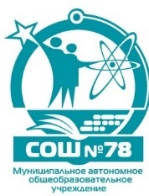 СОШ №78
Муниципальное автономное
общеобразовательное
учреждение